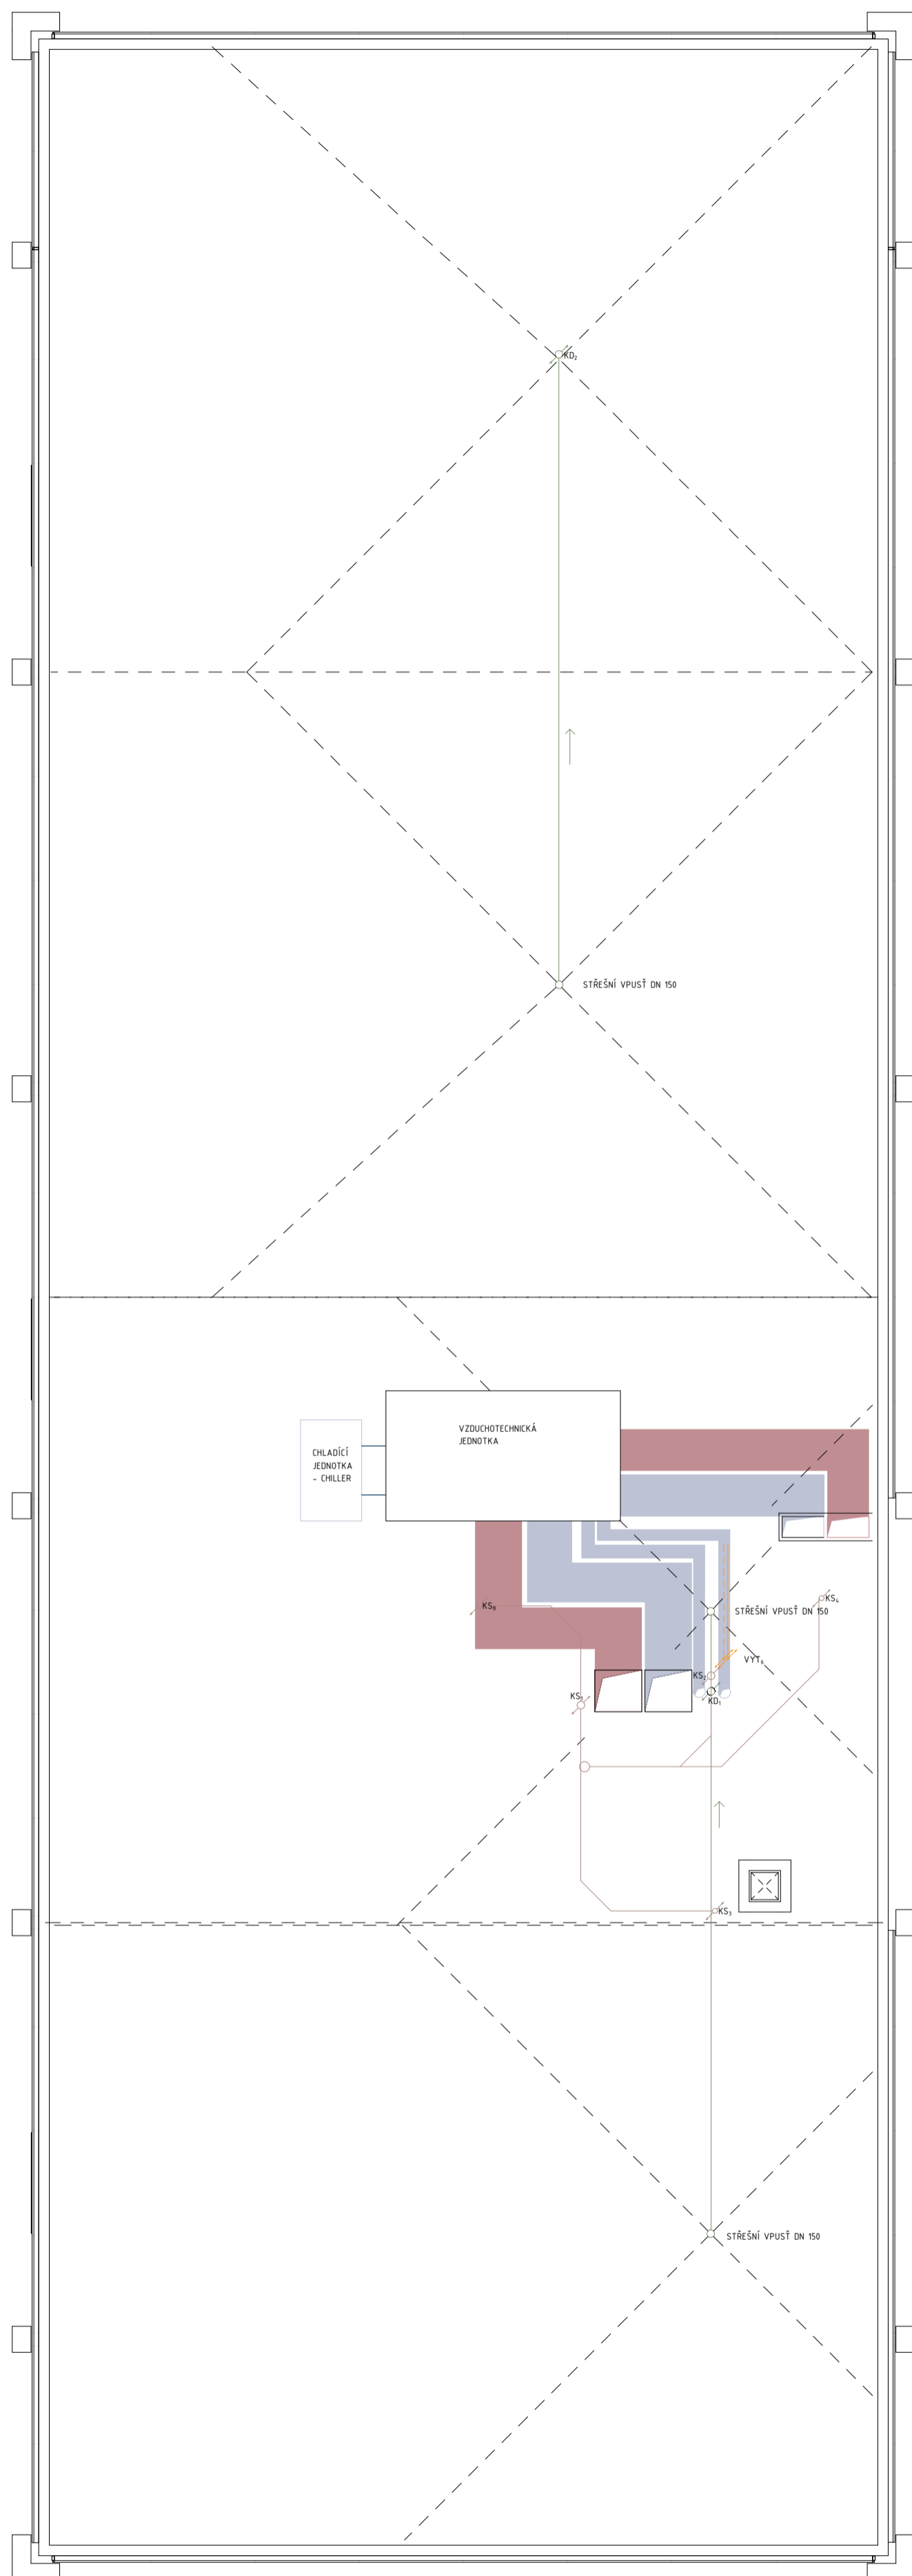 KD₂
STŘEŠNÍ VPUSŤ DN 150
VZDUCHOTECHNICKÁ
JEDNOTKA
CHLADÍCÍ
JEDNOTKA
- CHILLER
KS₄
KS₈
STŘEŠNÍ VPUSŤ DN 150
VYT₆
KS₂
KS₁
KD₁
KS₃
STŘEŠNÍ VPUSŤ DN 150